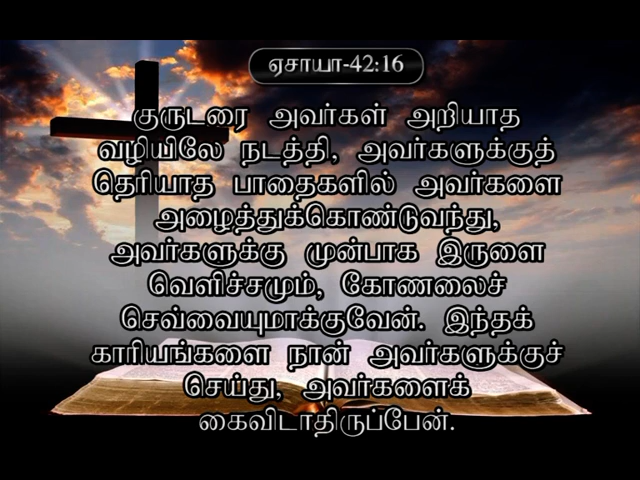 ஏசாயா-42:16
குருடரை அவர்கள் அறியாத
வழியிலே நடத்தி, அவர்களுக்குத்
தெரியாத பாதைகளில் அவர்களை
அழைத்துக்கொண்டுவந்து,
அவர்களுக்கு முன்பாக இருளை
வெளிச்சமும், கோணலைச்
செவ்வையுமாக்குவேன். இந்தக்
காரியங்களை நான் அவர்களுக்குச்
செய்து, அவர்களைக்
கைவிடாதிருப்பேன்.